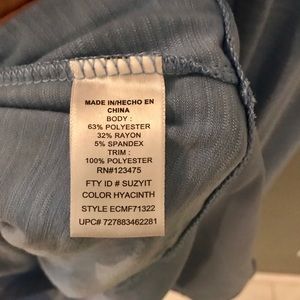 MADE IN/HECHO EN
CHINA
BODY :
63% POLYESTER
32% RAYON
5% SPANDEX
TRIM :
100% POLYESTER
RN#123475
FTY ID # SUZYIT
COLOR HYACINTH
STYLE ECMF71322
UPC# 727883462281